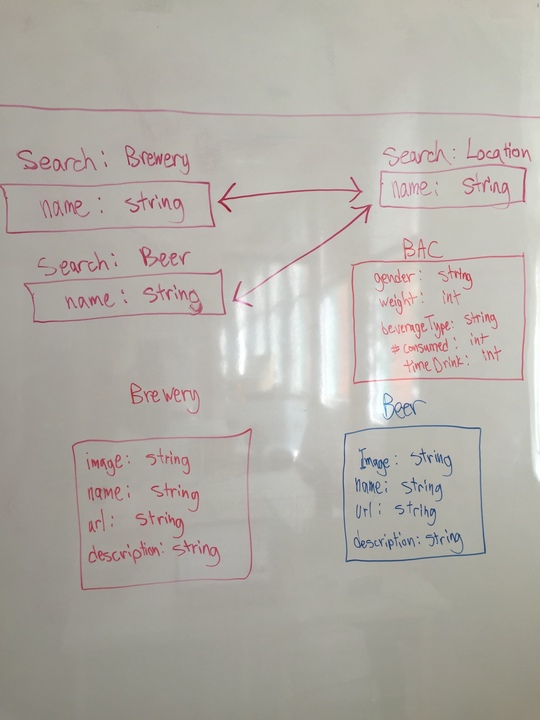 Search: Brewery
name: string
Search: Location
name: string
Search: Beer
name: string
BAC
gender: string
weight: int
beverageType: string
# consumed: int
timeDrink: int
Brewery
image: string
name: string
url: string
description: string
Beer
Image: string
name: string
url: string
description: string